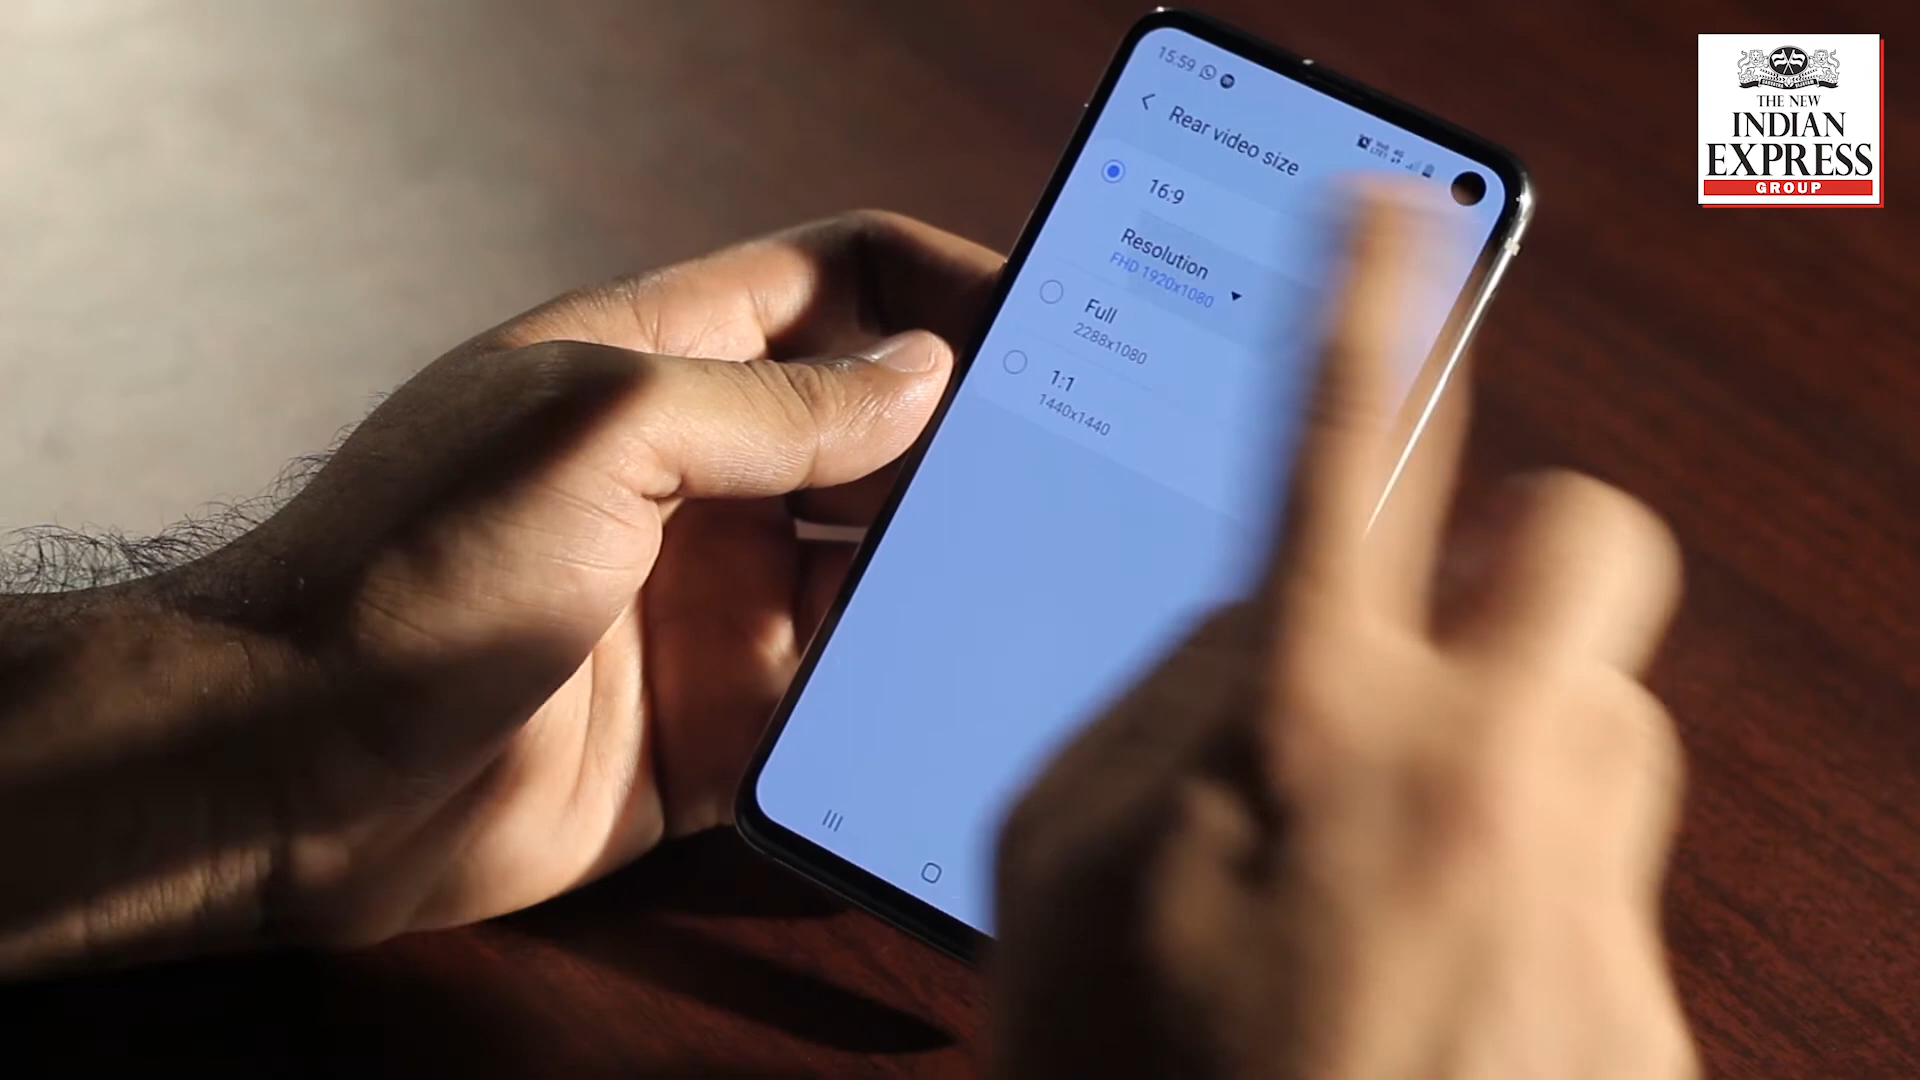 15:59
Rear video size
16:9
Resolution
FHD 1920x1080
Full
2288x1080
1:1
1440x1440
THE NEW
INDIAN
EXPRESS
GROUP